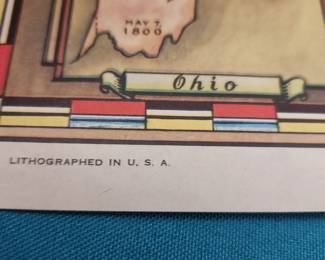 MAY 7,
1800
Ohio
LITHOGRAPHED IN U. S. A.